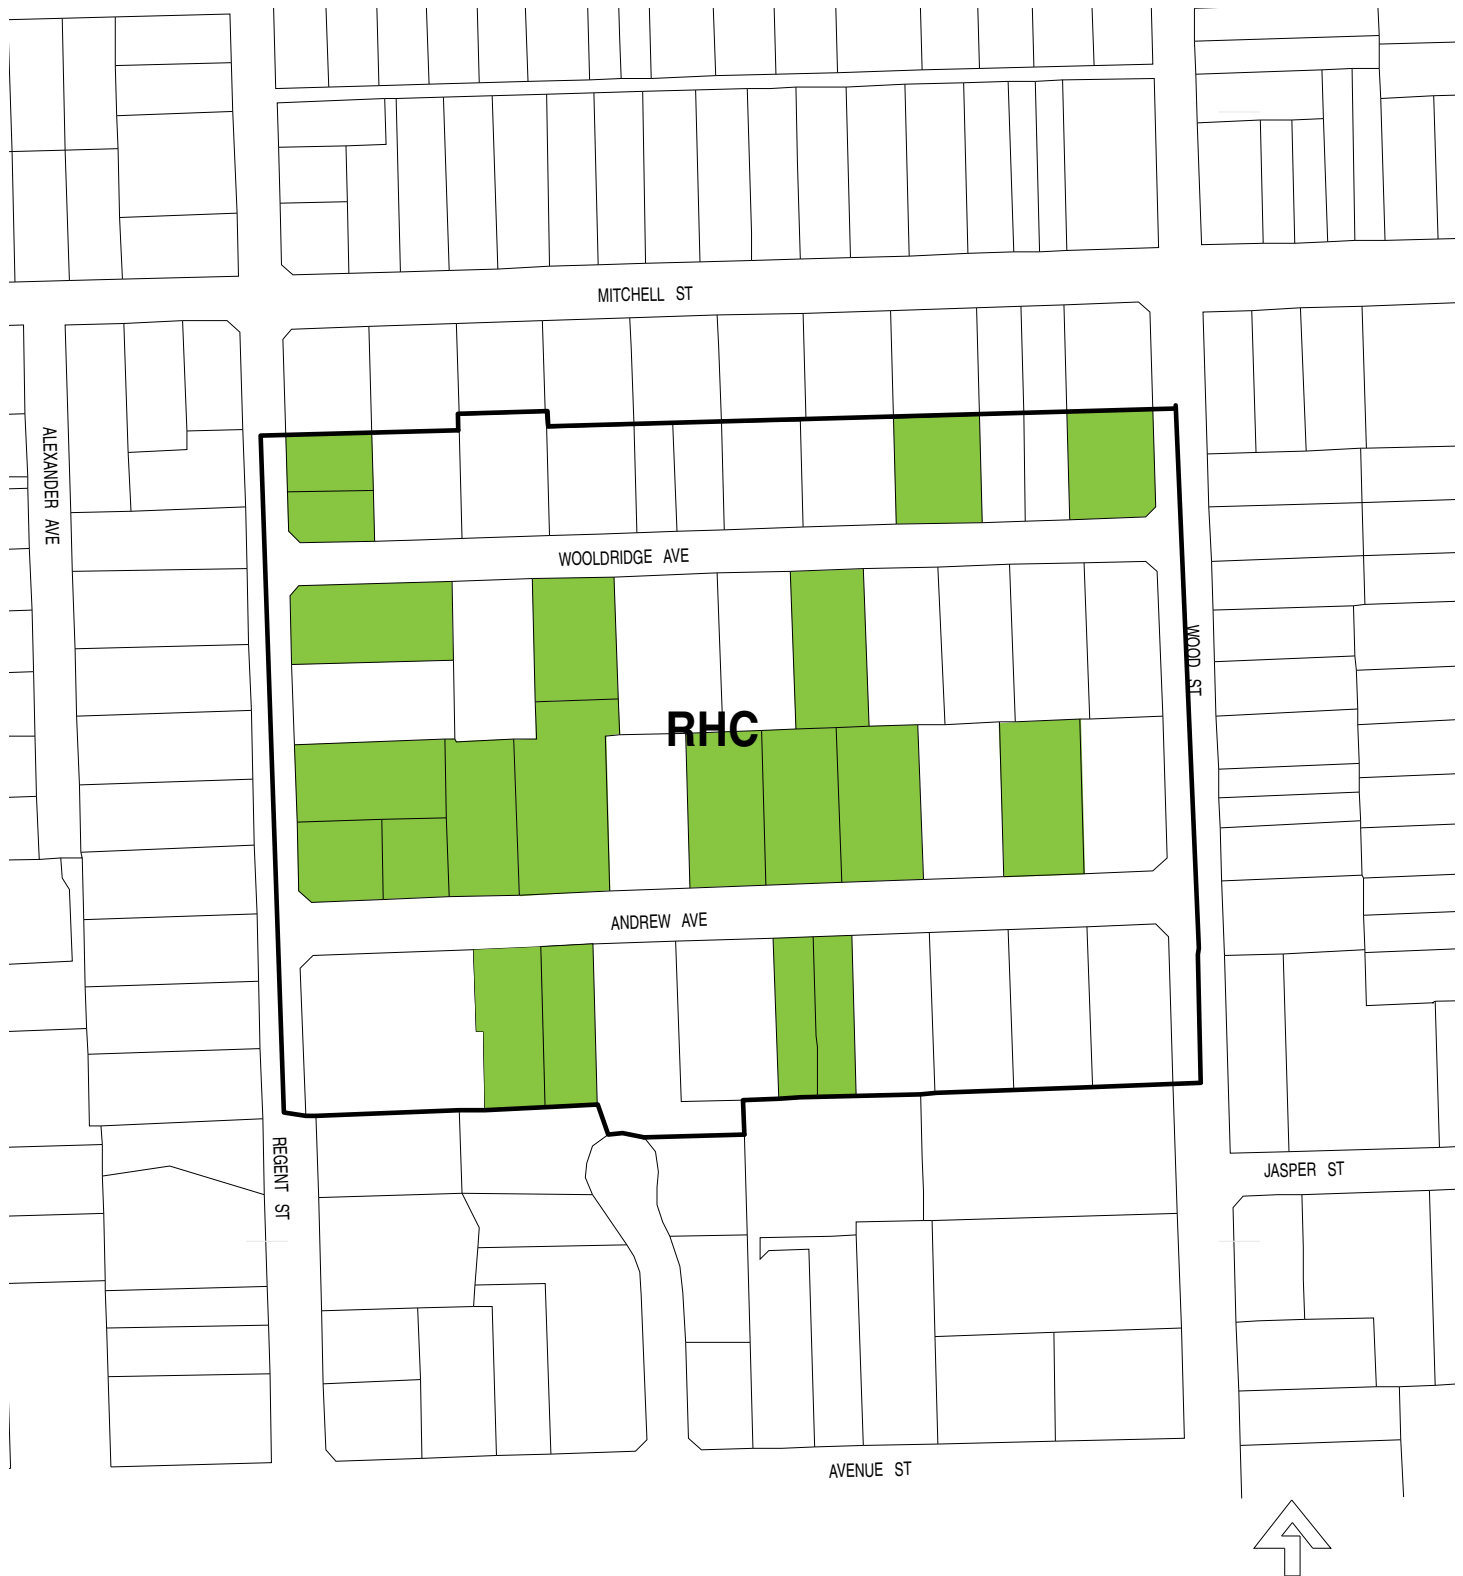 MITCHELL ST
ALEXANDER AVE
WOOLDRIDGE AVE
WOOD ST
RHC
ANDREW AVE
REGENT ST
JASPER ST
AVENUE ST